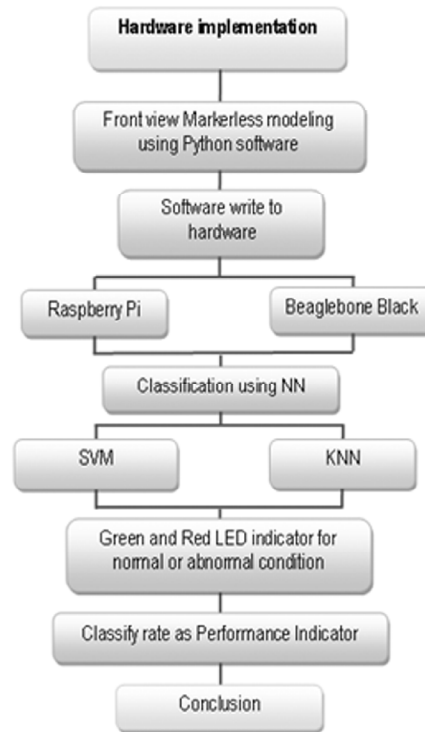 Hardware implementation
Front view Markerless modeling
using Python software
Software write to
hardware
Raspberry Pi
Beaglebone Black
Classification using NN
SVM
KNN
Green and Red LED indicator for
normal or abnormal condition
Classify rate as Performance Indicator
Conclusion